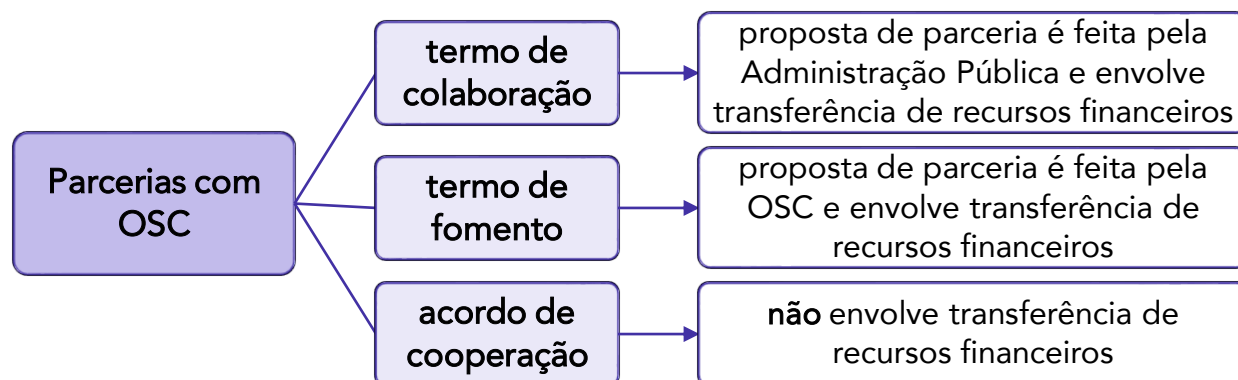 Parcerias com
OSC
termo de
colaboração
proposta de parceria é feita pela
Administração Pública e envolve
transferência de recursos financeiros
termo de
fomento
proposta de parceria é feita pela
OSC e envolve transferência de
recursos financeiros
acordo de
cooperação
não envolve transferência de
recursos financeiros